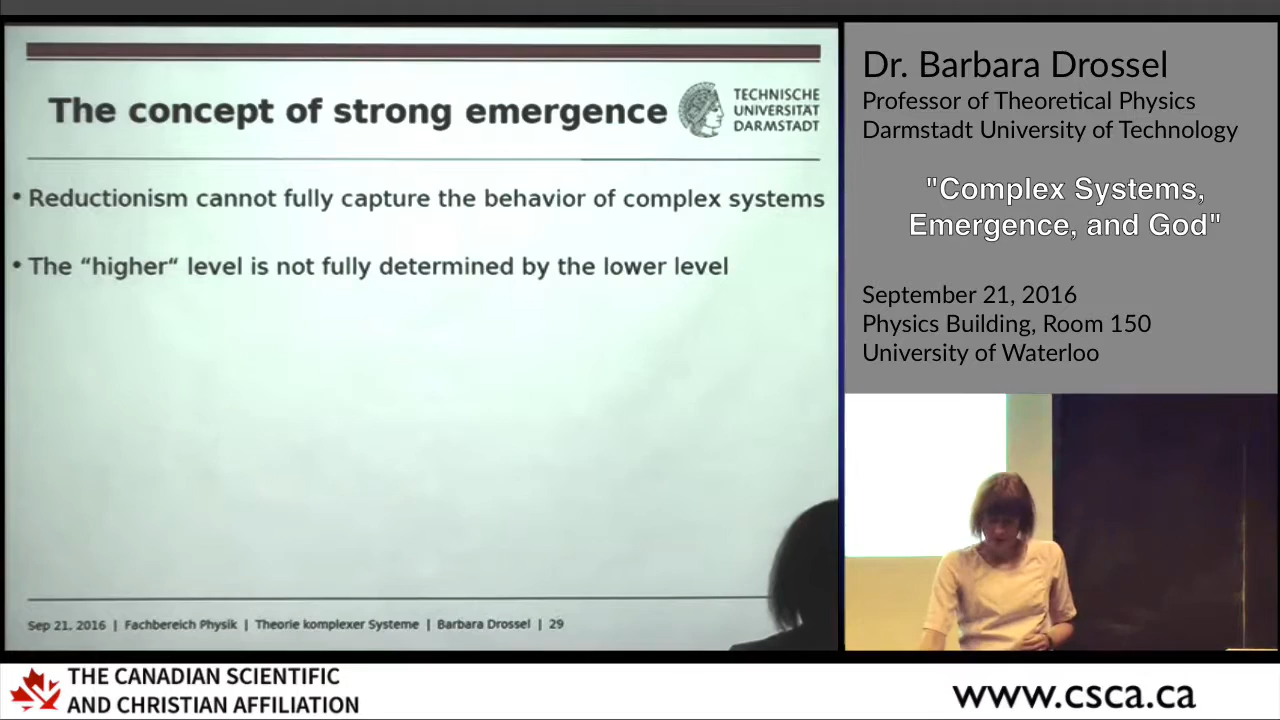 The concept of strong emergence
TECHNISCHE
UNIVERSITÄT
DARMSTADT
• Reductionism cannot fully capture the behavior of complex systems
• The “higher“ level is not fully determined by the lower level
Sep 21, 2016 | Fachbereich Physik | Theorie komplexer Systeme | Barbara Drossel | 29
Dr. Barbara Drossel
Professor of Theoretical Physics
Darmstadt University of Technology
"Complex Systems,
Emergence, and God"
September 21, 2016
Physics Building, Room 150
University of Waterloo
THE CANADIAN SCIENTIFIC
AND CHRISTIAN AFFILIATION
www.csca.ca